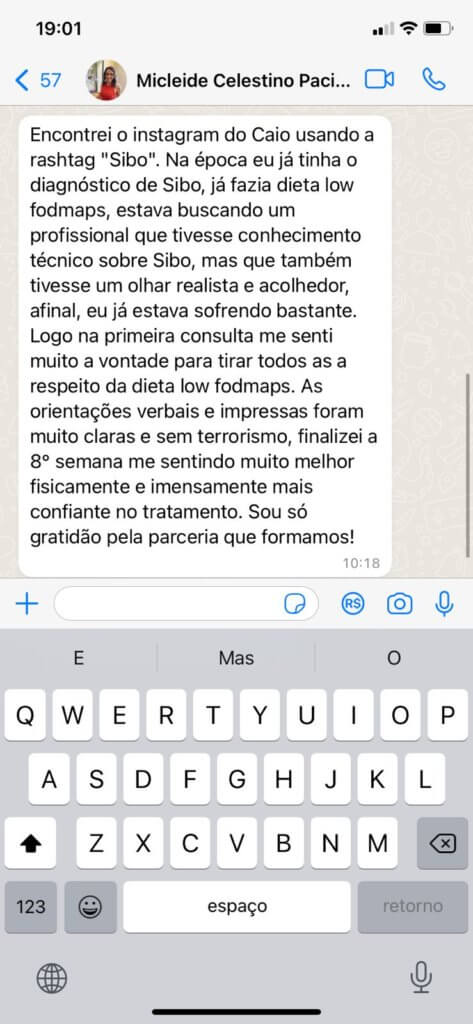 19:01
57
Micleide Celestino Paci...
Encontrei o instagram do Caio usando a
rashtag "Sibo". Na época eu já tinha o
diagnóstico de Sibo, já fazia dieta low
fodmaps, estava buscando um
profissional que tivesse conhecimento
técnico sobre Sibo, mas que também
tivesse um olhar realista e acolhedor,
afinal, eu já estava sofrendo bastante.
Logo na primeira consulta me senti
muito a vontade para tirar todos as a
respeito da dieta low fodmaps. As
orientações verbais e impressas foram
muito claras e sem terrorismo, finalizei a
8° semana me sentindo muito melhor
fisicamente e imensamente mais
confiante no tratamento. Sou só
gratidão pela parceria que formamos!
10:18
R$
E Mas O
Q W E R T Y U I O P
A S D F G H J K L
Z X C V B N M
123 espaço retorno